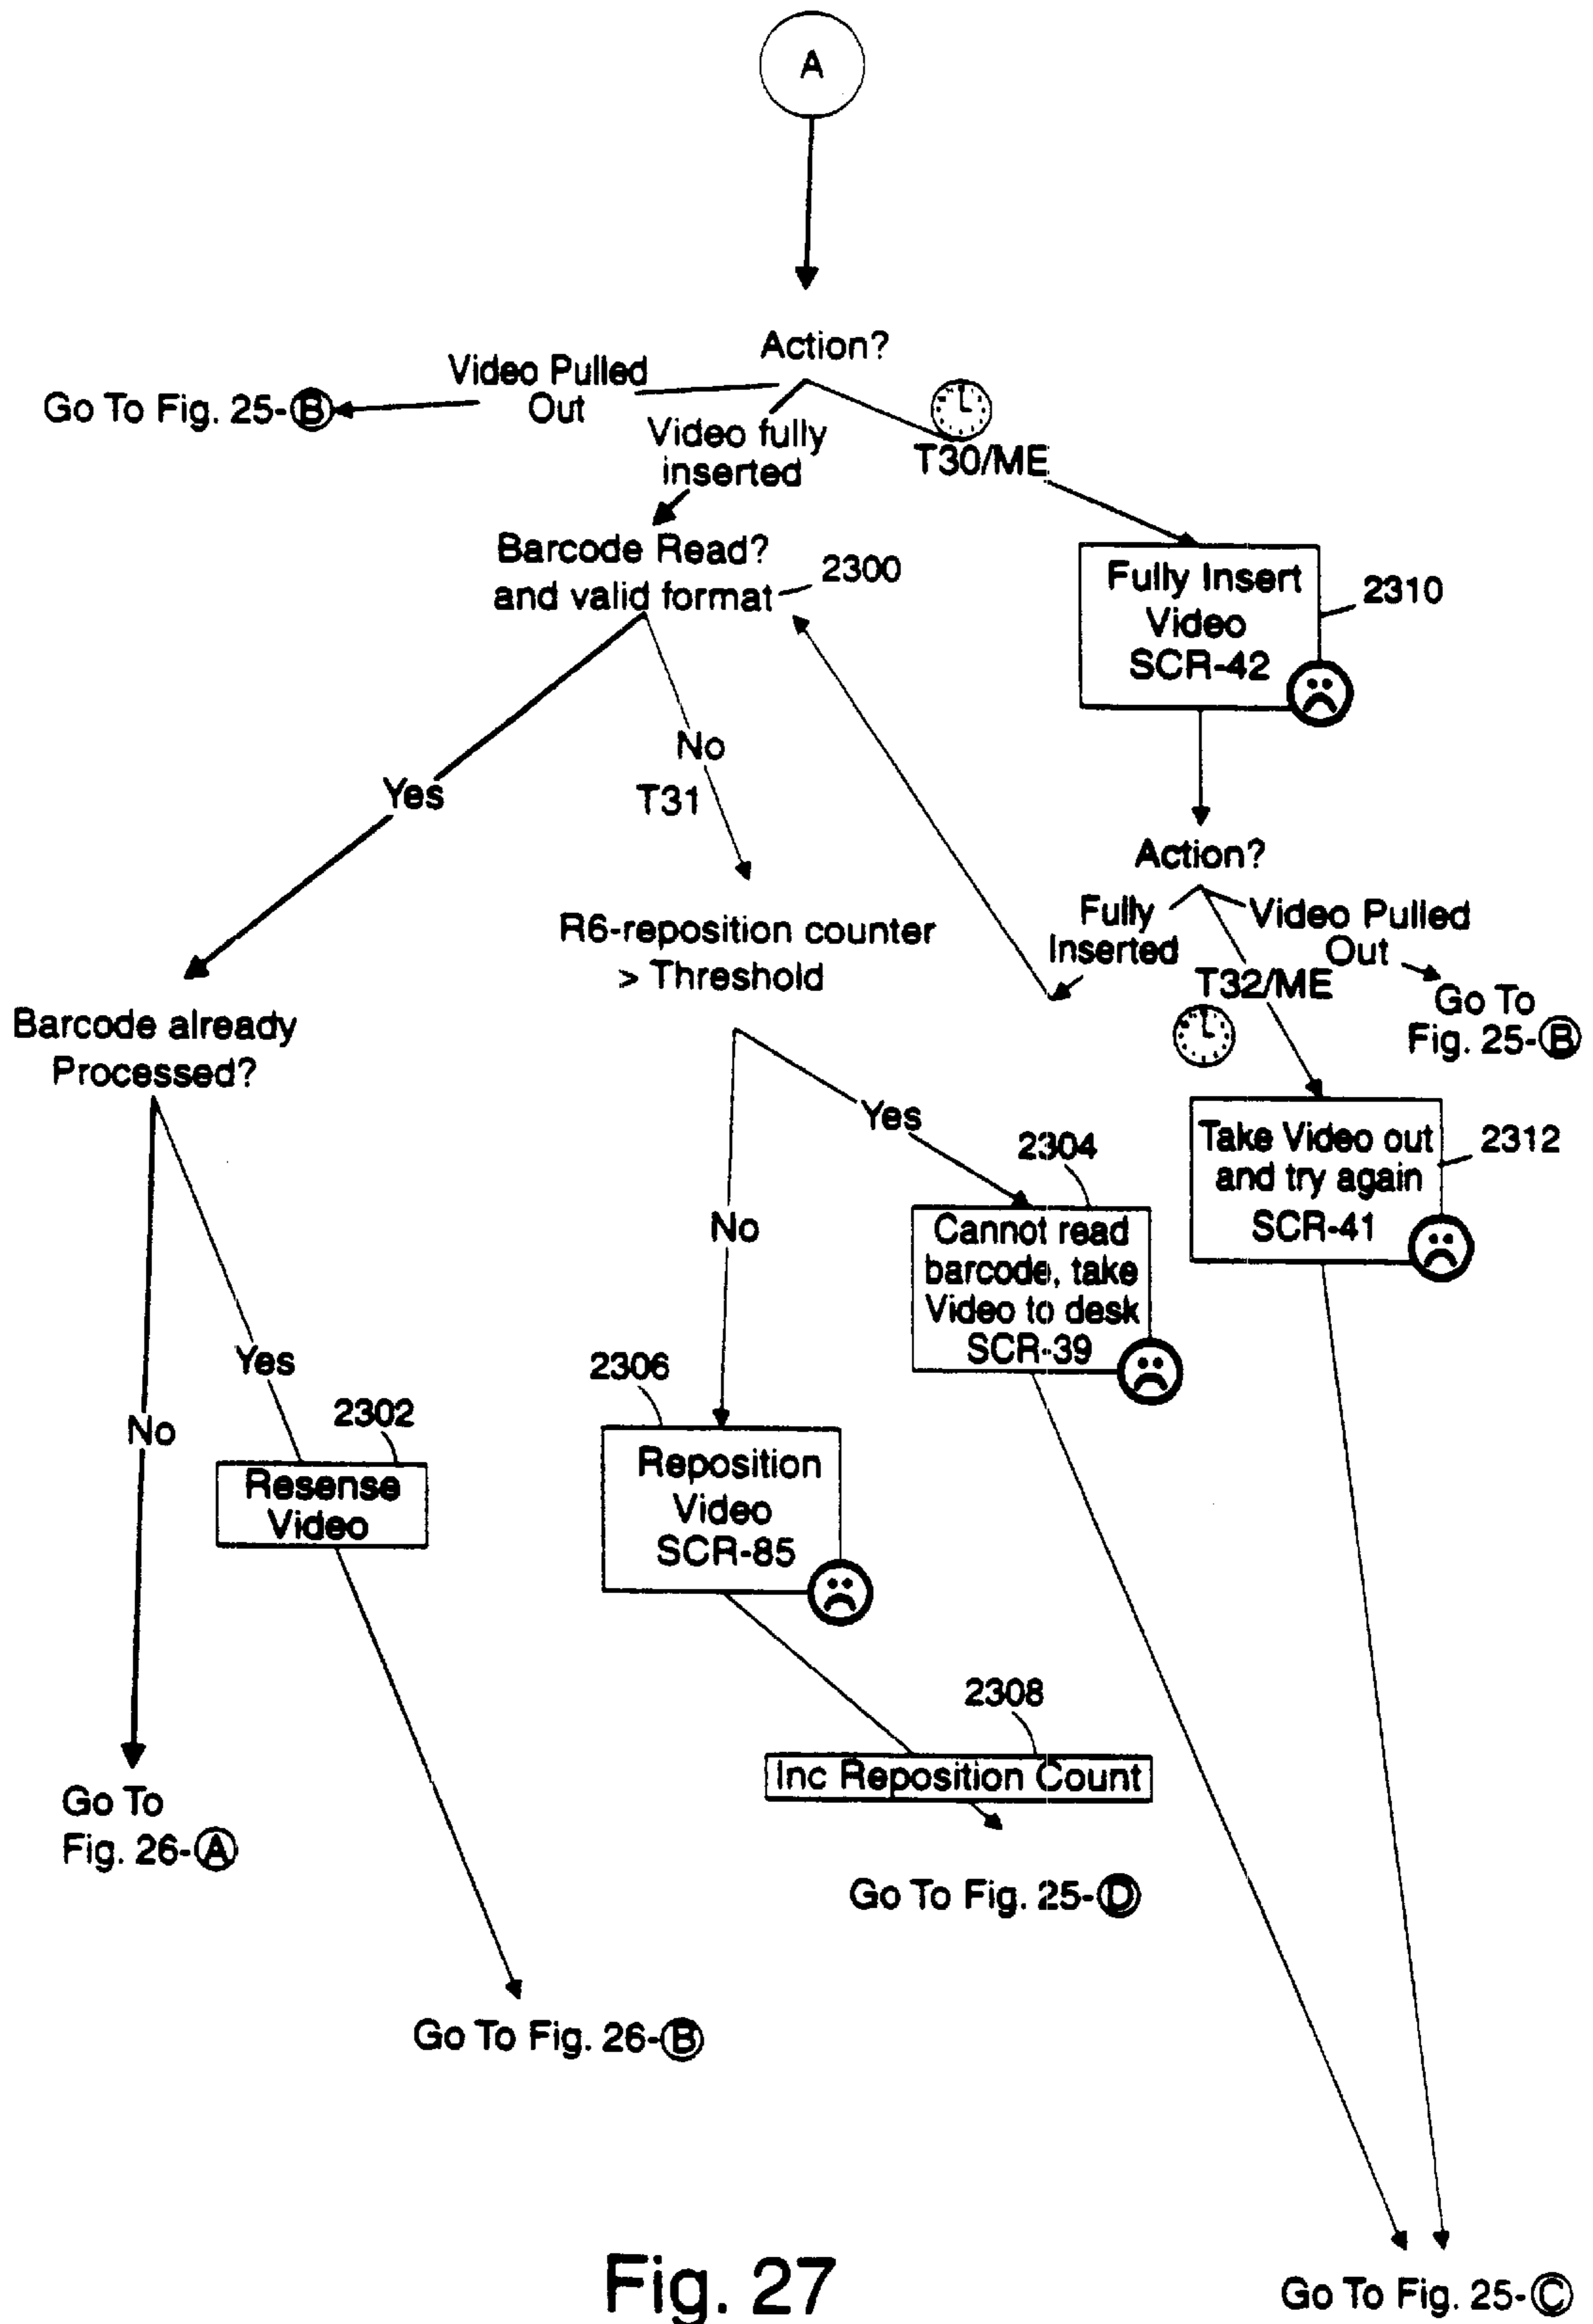 A
Action?
Video Pulled
Out
Go To Fig. 25-B
Video fully
inserted
T30/ME
Barcode Read?
and valid format
2300
Fully Insert
Video
SCR-42
2310
No
T31
Yes
Action?
Fully
Inserted
Video Pulled
Out
T32/ME
Go To
Fig. 25-B
R6-reposition counter
> Threshold
Barcode already
Processed?
Yes
2304
Take Video out
and try again
SCR-41
2312
No
Cannot read
barcode, take
Video to desk
SCR-39
Yes
2306
2302
No
Reposition
Video
SCR-85
Resense
Video
2308
Inc Reposition Count
Go To
Fig. 26-A
Go To Fig. 25-D
Go To Fig. 26-B
Fig. 27
Go To Fig. 25-C